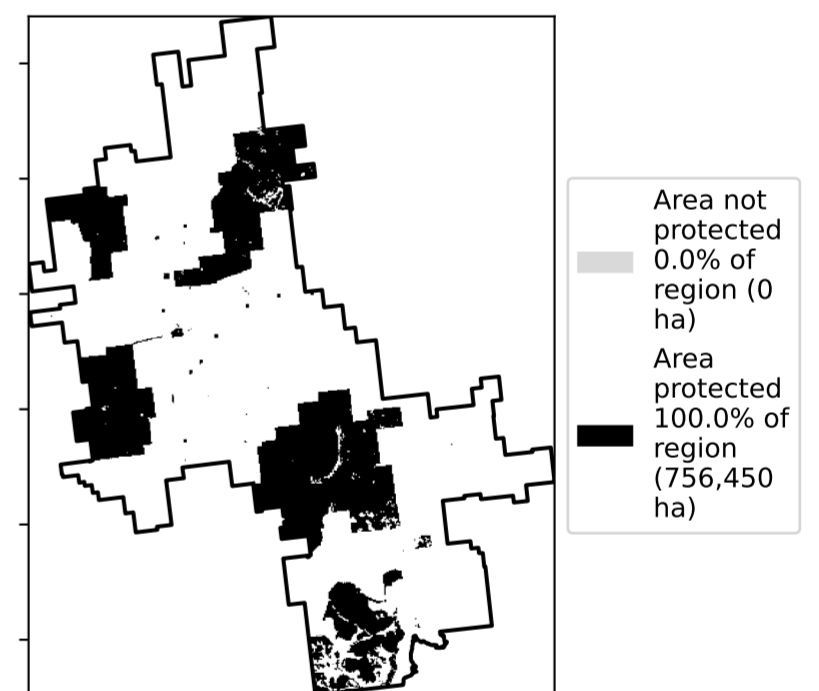 Area not
protected
0.0% of
region (0
ha)
Area
protected
100.0% of
region
(756,450
ha)